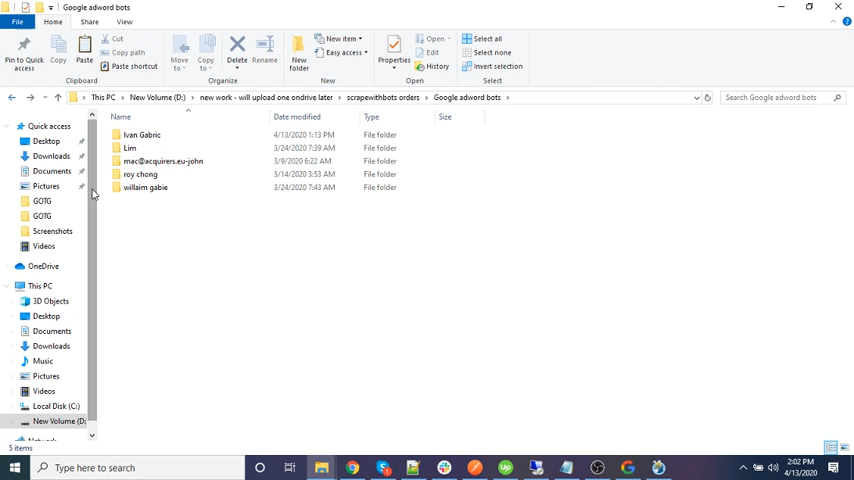 Google adword bots
File Home Share View
Pin to Quick access
Copy
Paste
Cut
Copy path
Paste shortcut
Clipboard
Move to
Copy to
Delete
Rename
Organize
New folder
New item
Easy access
New
Properties
Open
Edit
History
Open
Select all
Select none
Invert selection
Select
This PC > New Volume (D:) > new work - will upload one ondrive later > scrapewithbots orders > Google adword bots >
Search Google adword bots
Name Date modified Type Size
Ivan Gabric 4/13/2020 1:13 PM File folder
Lim 3/24/2020 7:39 AM File folder
mac@acquirers.eu-john 3/9/2020 6:22 AM File folder
roy chong 3/14/2020 3:53 AM File folder
willaim gabie 3/24/2020 7:43 AM File folder
Quick access
Desktop
Downloads
Documents
Pictures
GOTG
GOTG
Screenshots
Videos
OneDrive
This PC
3D Objects
Desktop
Documents
Downloads
Music
Pictures
Videos
Local Disk (C:)
New Volume (D:
5 items
Type here to search
2:02 PM
4/13/2020